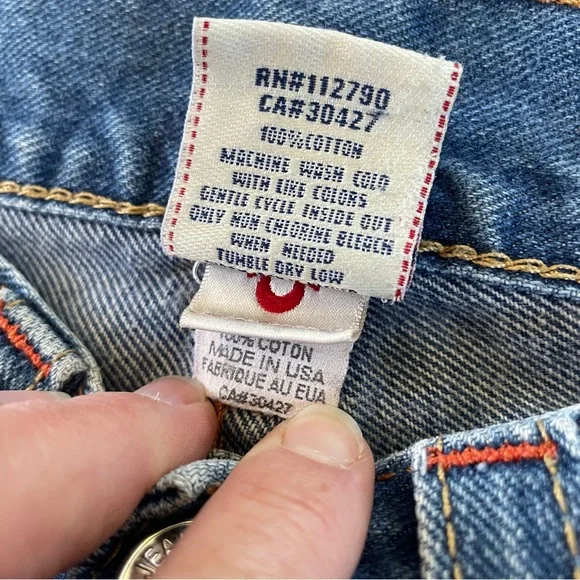 RN#112790
CA#30427
100% COTTON
MACHINE WASH COLD
WITH LIKE COLORS
GENTLE CYCLE INSIDE OUT
ONLY NON CHLORINE BLEACH
WHEN NEEDED
TUMBLE DRY LOW
100% COTTON
MADE IN USA
FABRIQUE AU EUA
CA#30427